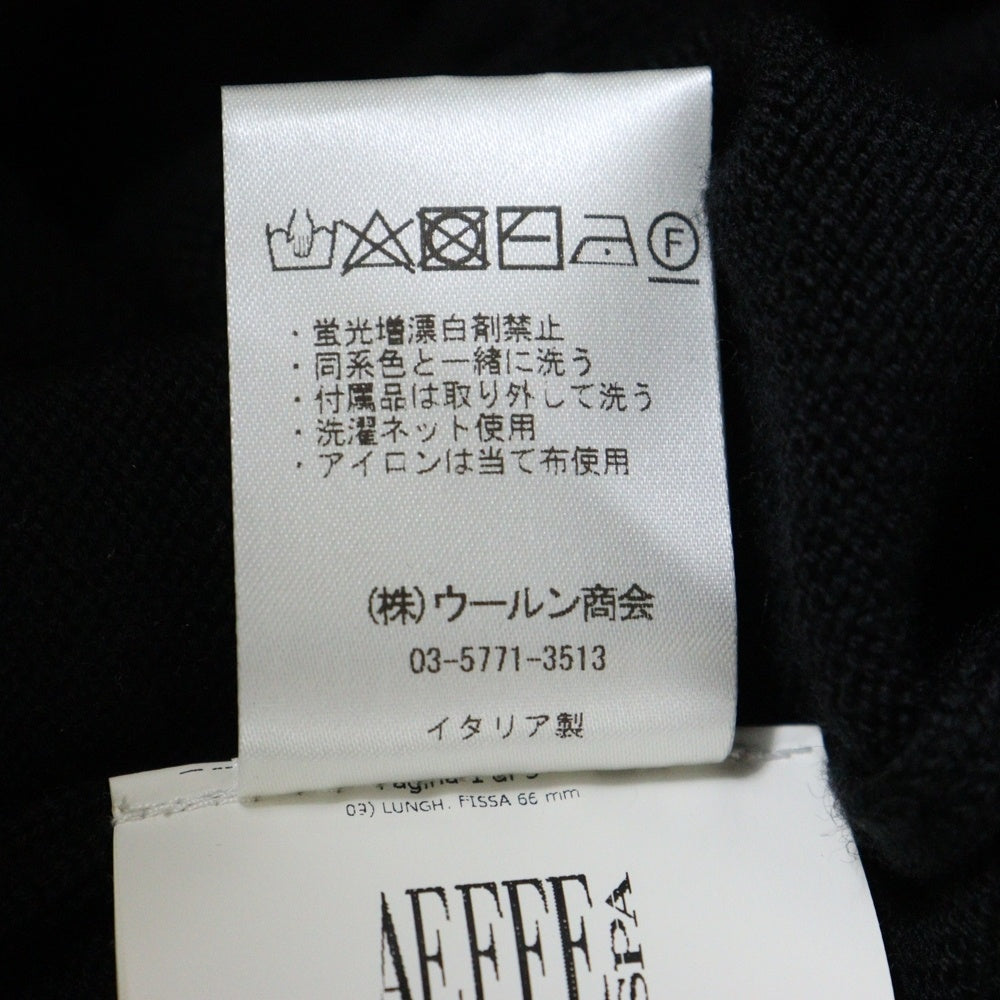 F
・蛍光増漂白剤禁止
・同系色と一緒に洗う
・付属品は取り外して洗う
・洗濯ネット使用
・アイロンは当て布使用
(株)ウールン商会
03-5771-3513
イタリア製
03) LUNGH. FISSA 66 mm
AEFFE
SPA